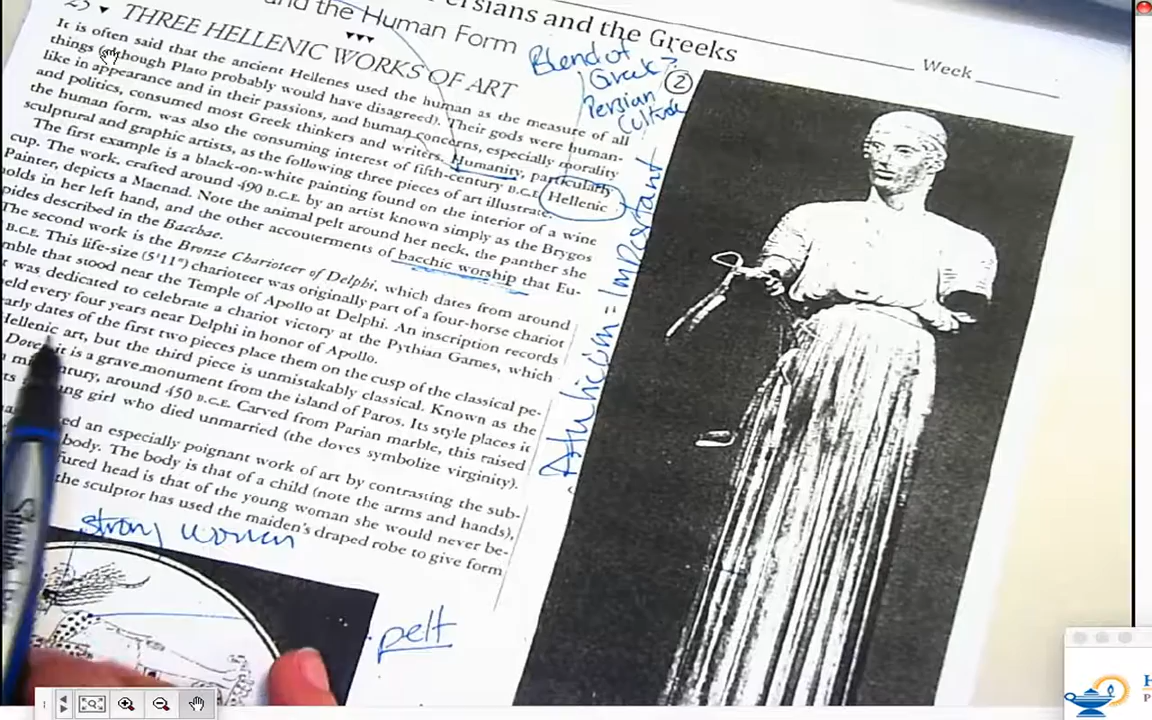 ersians and the Greeks
and the Human Form
Week
25 ▾ THREE HELLENIC WORKS OF ART
It is often said that the ancient Hellenes used the human as the measure of all
things (although Plato probably would have disagreed). Their gods were human-
like in appearance and in their passions, and human concerns, especially morality
and politics, consumed most Greek thinkers and writers. Humanity, particularly
the human form, was also the consuming interest of fifth-century B.C.E. Hellenic
sculptural and graphic artists, as the following three pieces of art illustrate.
The first example is a black-on-white painting found on the interior of a wine
cup. The work, crafted around 490 B.C.E. by an artist known simply as the Brygos
Painter, depicts a Maenad. Note the animal pelt around her neck, the panther she
olds in her left hand, and the other accouterments of bacchic worship that Eu-
pides described in the Bacchae.
The second work is the Bronze Charioteer of Delphi, which dates from around
B.C.E. This life-size (5'11") charioteer was originally part of a four-horse chariot
mble that stood near the Temple of Apollo at Delphi. An inscription records
t was dedicated to celebrate a chariot victory at the Pythian Games, which
held every four years near Delphi in honor of Apollo.
early dates of the first two pieces place them on the cusp of the classical pe-
Hellenic art, but the third piece is unmistakably classical. Known as the
Doves, it is a grave monument from the island of Paros. Its style places it
n mid century, around 450 B.C.E. Carved from Parian marble, this raised
ts young girl who died unmarried (the doves symbolize virginity).
ed an especially poignant work of art by contrasting the sub-
body. The body is that of a child (note the arms and hands),
fured head is that of the young woman she would never be-
the sculptor has used the maiden's draped robe to give form
Blend of
Greek?
Persian
Culture
2
= important
strong women
pelt
H
P